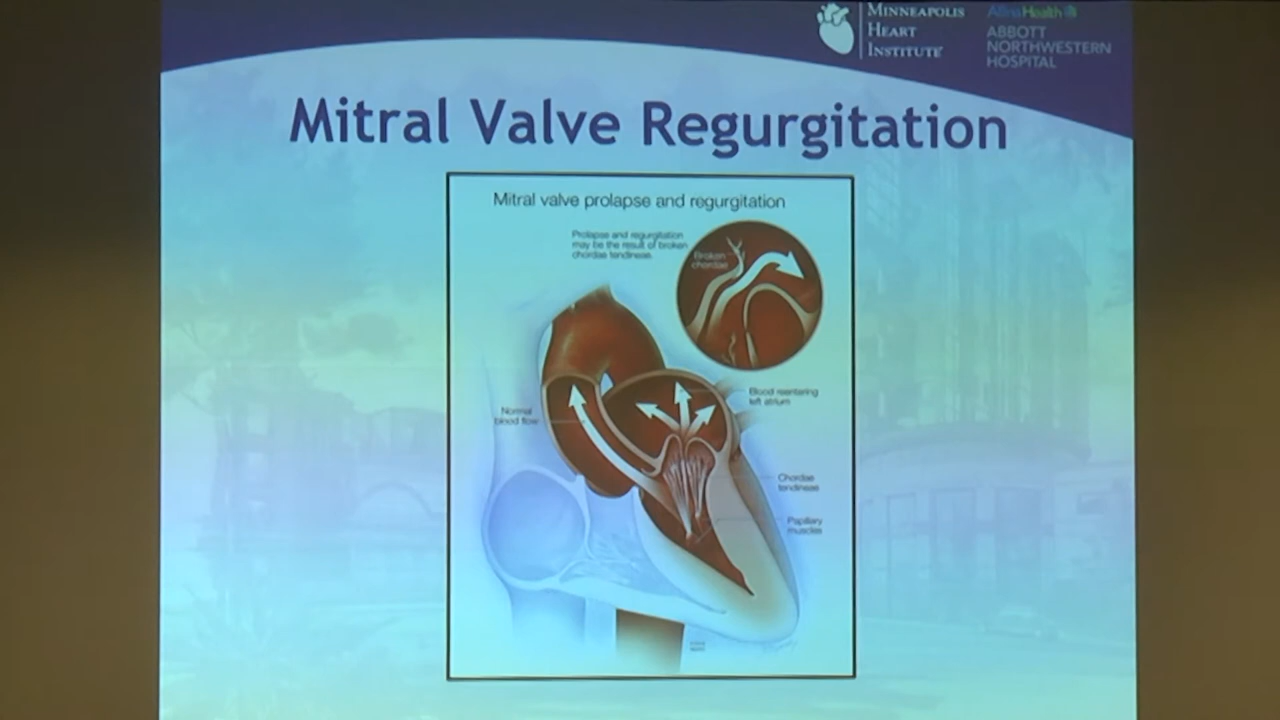 MINNEAPOLIS
HEART
INSTITUTE
Allina Health
ABBOTT
NORTHWESTERN
HOSPITAL
Mitral Valve Regurgitation
Mitral valve prolapse and regurgitation
Prolapse and regurgitation
may be the result of broken
chordae tendineae.
Broken
chordae
Blood reentering
left atrium
Normal
blood flow
Chordae
tendineae
Papillary
muscles